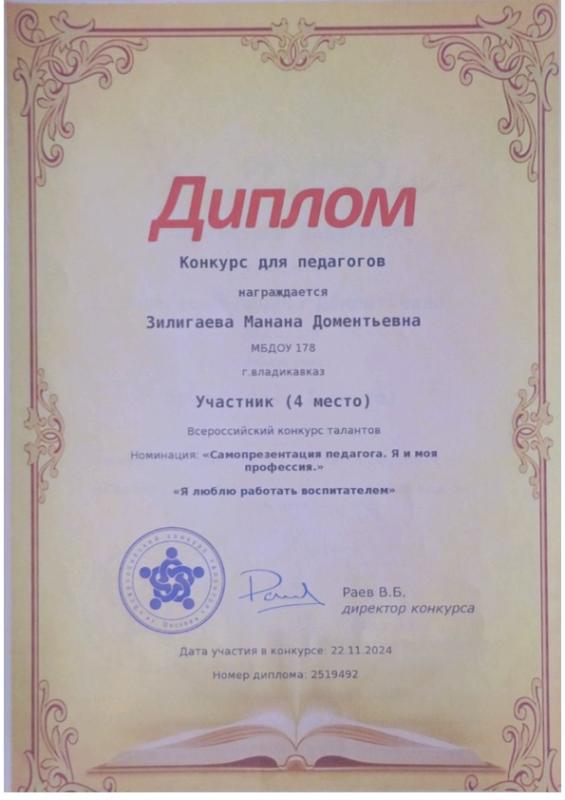 Диплом
Конкурс для педагогов
награждается
Зилигаева Манана Доментьевна
МБДОУ 178
г.владикавказ
Участник (4 место)
Всероссийский конкурс талантов
Номинация: «Самопрезентация педагога. Я и моя
профессия.»
«Я люблю работать воспитателем»
Раев В.Б.
директор конкурса
Дата участия в конкурсе: 22.11.2024
Номер диплома: 2519492